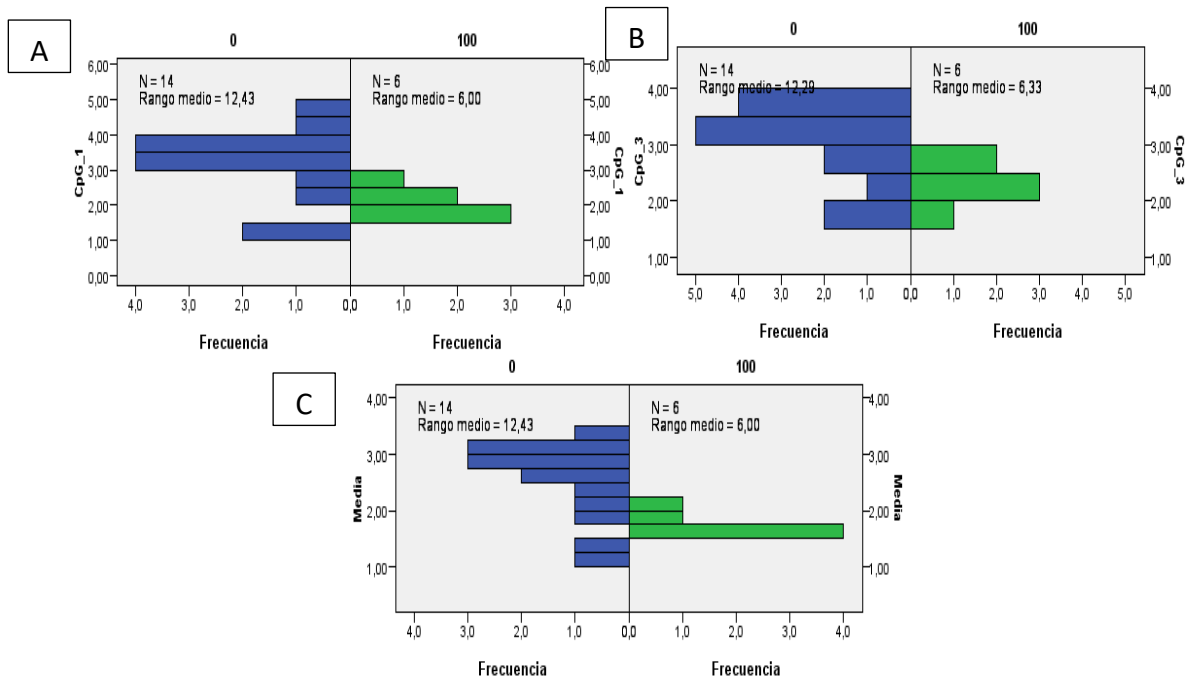 A
0
100
6,00
5,00
4,00
3,00
2,00
1,00
0,00
CpG_1
N = 14
Rango medio = 12,43
N = 6
Rango medio = 6,00
6,00
5,00
4,00
3,00
2,00
1,00
0,00
CpG_1
4,0 3,0 2,0 1,0 0,0 1,0 2,0 3,0 4,0
Frecuencia Frecuencia
B
0
100
4,00
3,00
2,00
1,00
CpG_3
N = 14
Rango medio = 12,29
N = 6
Rango medio = 6,33
4,00
3,00
2,00
1,00
CpG_3
5,0 4,0 3,0 2,0 1,0 0,0 1,0 2,0 3,0 4,0 5,0
Frecuencia Frecuencia
C
0
100
4,00
3,00
2,00
1,00
Media
N = 14
Rango medio = 12,43
N = 6
Rango medio = 6,00
4,00
3,00
2,00
1,00
Media
4,0 3,0 2,0 1,0 0,0 1,0 2,0 3,0 4,0
Frecuencia Frecuencia